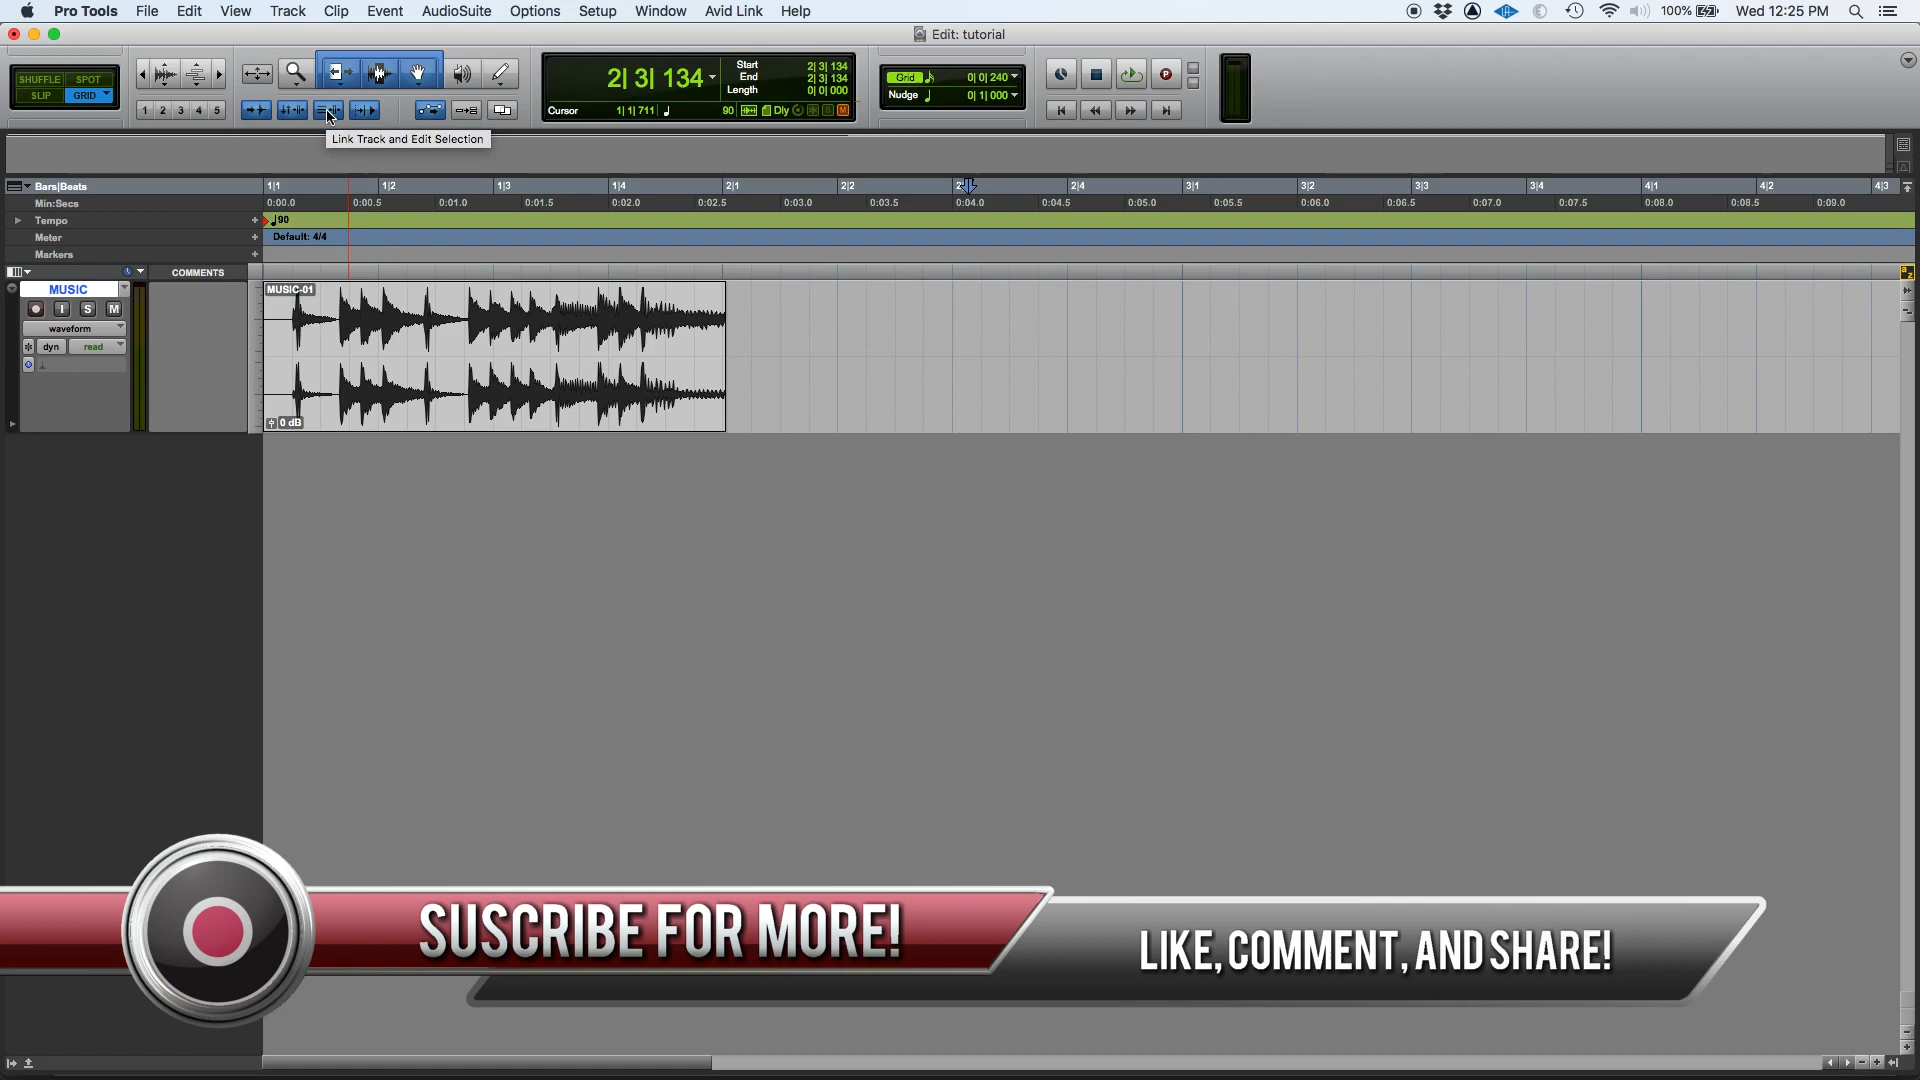 Pro Tools File Edit View Track Clip Event AudioSuite Options Setup Window Avid Link Help 100% Wed 12:25 PM
Edit: tutorial
SHUFFLE SPOT
SLIP GRID
1 2 3 4 5
2| 3| 134
Start 2| 3| 134
End 2| 3| 134
Length 0| 0| 000
Cursor 1| 1| 711 90 Dly S M
Grid 0| 0| 240
Nudge 0| 1| 000
P
Link Track and Edit Selection
Bars|Beats 1|1 1|2 1|3 1|4 2|1 2|2 2 2|4 3|1 3|2 3|3 3|4 4|1 4|2 4|3
Min:Secs 0:00.0 0:00.5 0:01.0 0:01.5 0:02.0 0:02.5 0:03.0 0:03.5 0:04.0 0:04.5 0:05.0 0:05.5 0:06.0 0:06.5 0:07.0 0:07.5 0:08.0 0:08.5 0:09.0
Tempo + 90
Meter + Default: 4/4
Markers +
COMMENTS
a z
MUSIC
MUSIC-01
I S M
waveform
dyn read
0 dB
SUSCRIBE FOR MORE!
LIKE, COMMENT, AND SHARE!